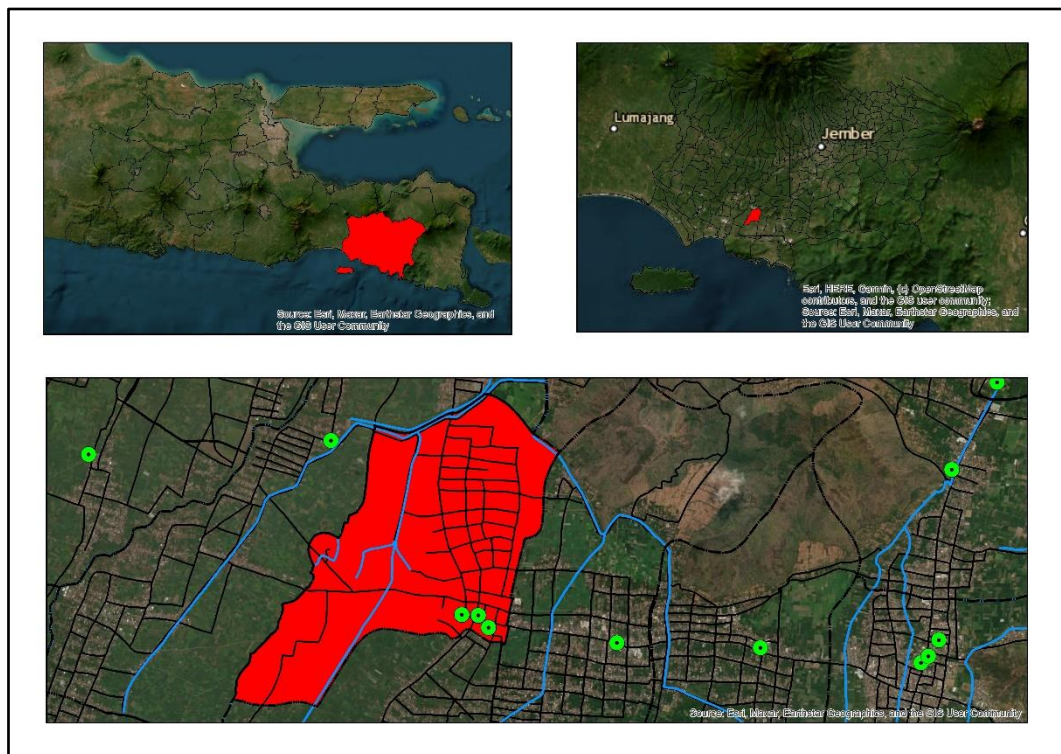 Source: Esri, Maxar, Earthstar Geographics, and
the GIS User Community
Lumajang
Jember
Esri, HERE, Garmin, (c) OpenStreetMap
contributors, and the GIS user community;
Source: Esri, Maxar, Earthstar Geographics, and
the GIS User Community
Source: Esri, Maxar, Earthstar Geographics, and the GIS User Community